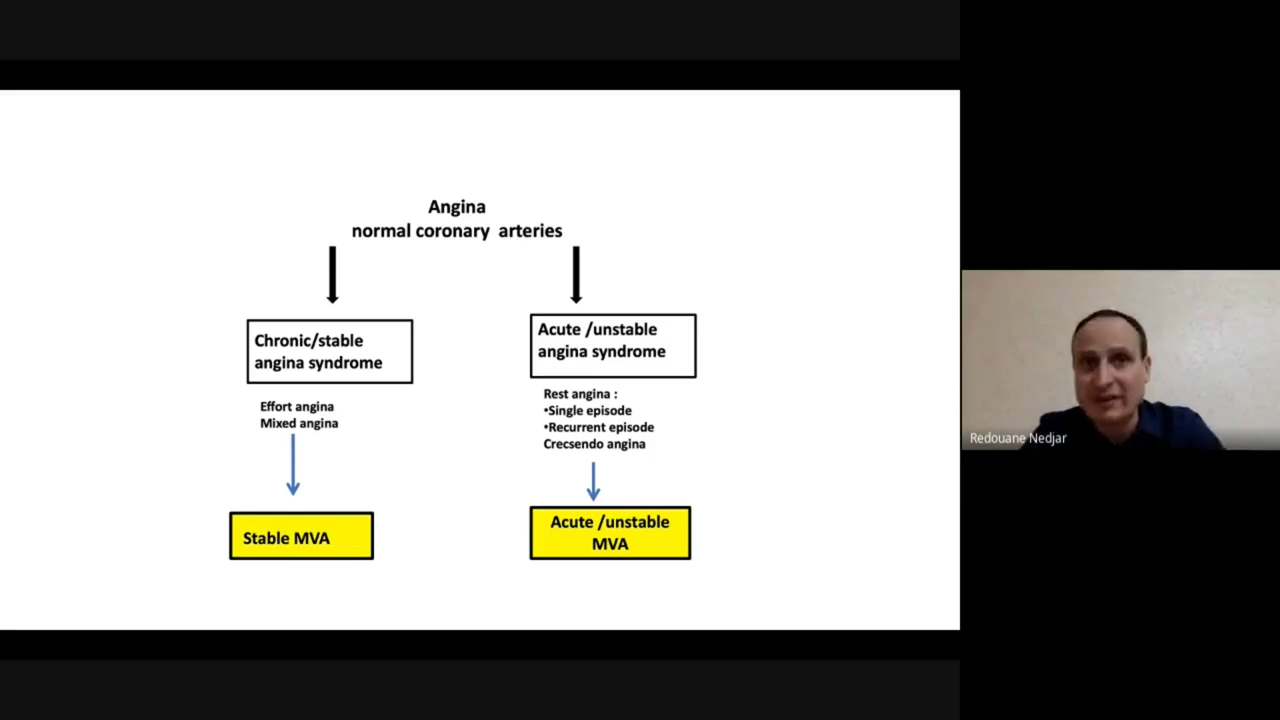 Angina
normal coronary arteries
Chronic/stable
angina syndrome
Acute /unstable
angina syndrome
Effort angina
Mixed angina
Rest angina :
•Single episode
•Recurrent episode
Crecsendo angina
Stable MVA
Acute /unstable
MVA
Redouane Nedjar